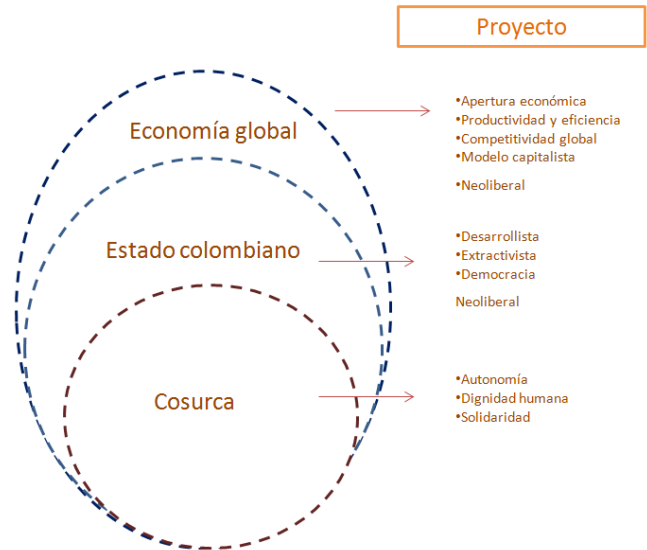 Proyecto
Economía global
•Apertura económica
•Productividad y eficiencia
•Competitividad global
•Modelo capitalista
Neoliberal
Estado colombiano
•Desarrollista
•Extractivista
•Democracia
Neoliberal
Cosurca
•Autonomía
•Dignidad humana
•Solidaridad